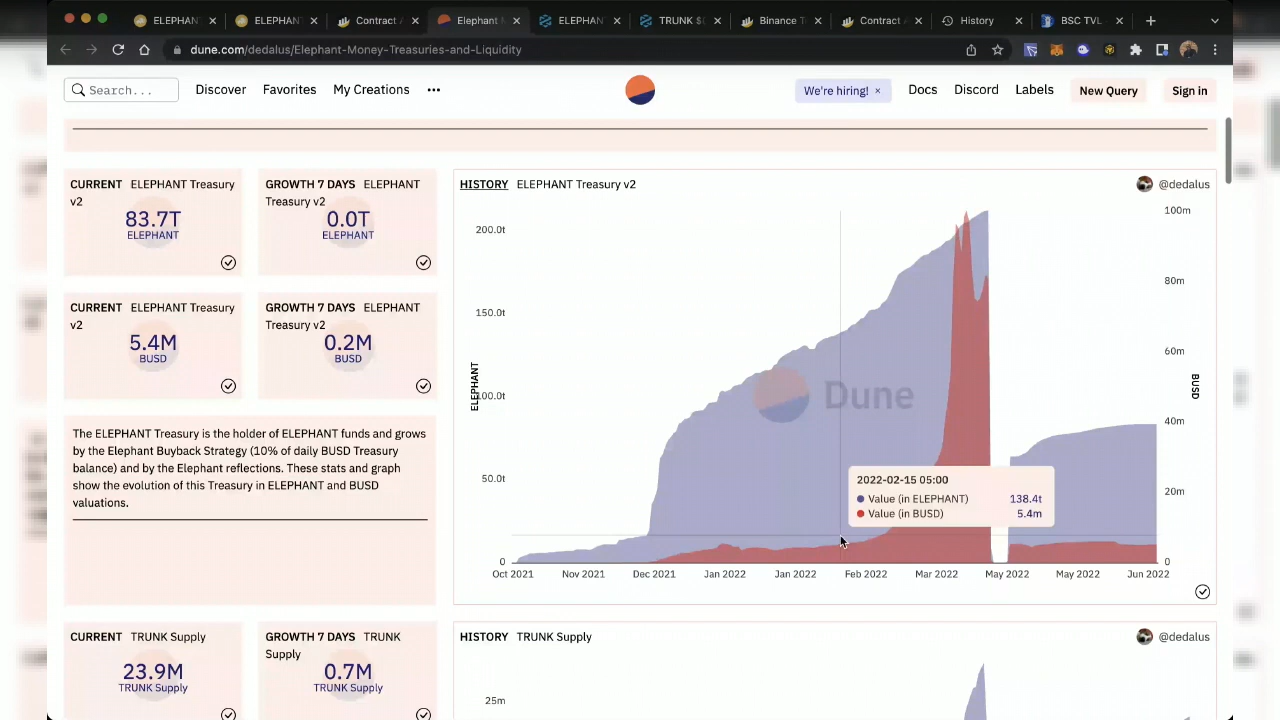 ELEPHAN
ELEPHAN
Contract A
Elephant M
ELEPHAN
TRUNK $0
Binance T
Contract A
History
BSC TVL
dune.com/dedalus/Elephant-Money-Treasuries-and-Liquidity
Search...
Discover
Favorites
My Creations
We're hiring! ×
Docs
Discord
Labels
New Query
Sign in
CURRENT ELEPHANT Treasury
v2
83.7T
ELEPHANT
GROWTH 7 DAYS ELEPHANT
Treasury v2
0.0T
ELEPHANT
CURRENT ELEPHANT Treasury
v2
5.4M
BUSD
GROWTH 7 DAYS ELEPHANT
Treasury v2
0.2M
BUSD
The ELEPHANT Treasury is the holder of ELEPHANT funds and grows
by the Elephant Buyback Strategy (10% of daily BUSD Treasury
balance) and by the Elephant reflections. These stats and graph
show the evolution of this Treasury in ELEPHANT and BUSD
valuations.
HISTORY ELEPHANT Treasury v2
@dedalus
200.0t
150.0t
100.0t
50.0t
0
ELEPHANT
100m
80m
60m
40m
20m
0
BUSD
Dune
2022-02-15 05:00
Value (in ELEPHANT) 138.4t
Value (in BUSD) 5.4m
Oct 2021 Nov 2021 Dec 2021 Jan 2022 Jan 2022 Feb 2022 Mar 2022 May 2022 May 2022 Jun 2022
CURRENT TRUNK Supply
23.9M
TRUNK Supply
GROWTH 7 DAYS TRUNK
Supply
0.7M
TRUNK Supply
HISTORY TRUNK Supply
@dedalus
25m